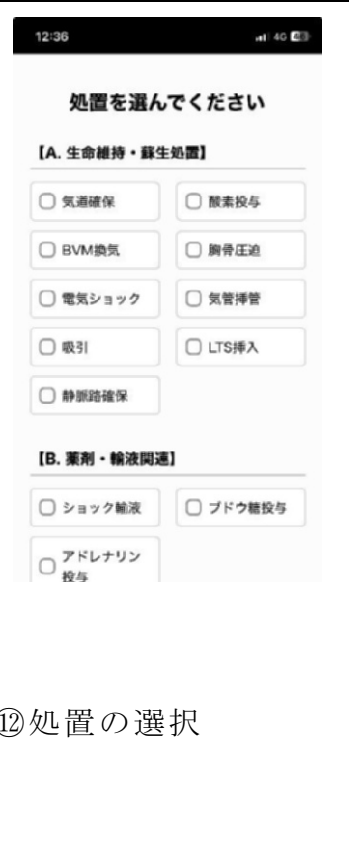 12:36 4G
処置を選んでください
【A. 生命維持・蘇生処置】
気道確保 酸素投与
BVM換気 胸骨圧迫
電気ショック 気管挿管
吸引 LTS挿入
静脈路確保
【B. 薬剤・輸液関連】
ショック輸液 ブドウ糖投与
アドレナリン
投与
⑫処置の選択